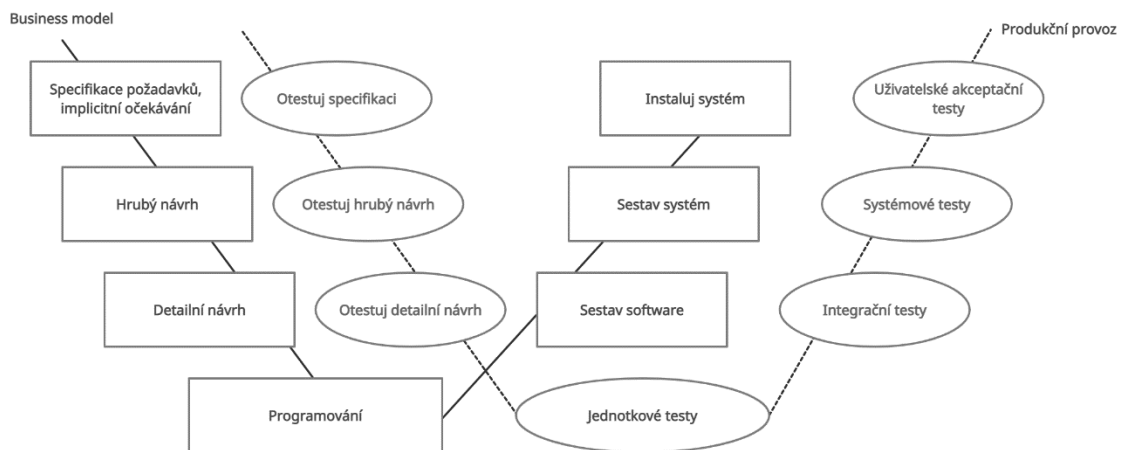 Business model
Produkční provoz
Specifikace požadavků,
implicitní očekávání
Otestuj specifikaci
Instaluj systém
Uživatelské akceptační
testy
Hrubý návrh
Otestuj hrubý návrh
Sestav systém
Systémové testy
Detailní návrh
Otestuj detailní návrh
Sestav software
Integrační testy
Programování
Jednotkové testy